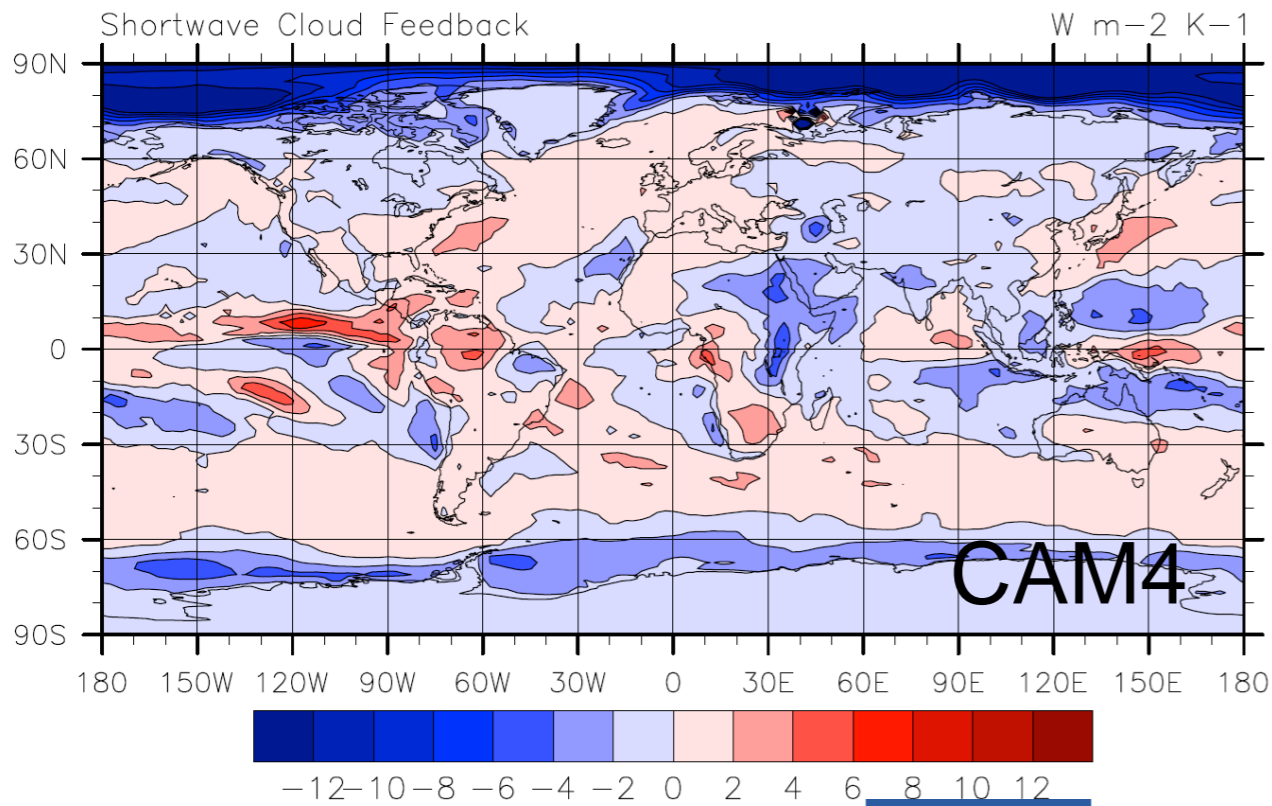 Shortwave Cloud Feedback W m−2 K−1
90N
60N
30N
0
30S
60S
90S
CAM4
180 150W 120W 90W 60W 30W 0 30E 60E 90E 120E 150E 180
−12 −10 −8 −6 −4 −2 0 2 4 6 8 10 12